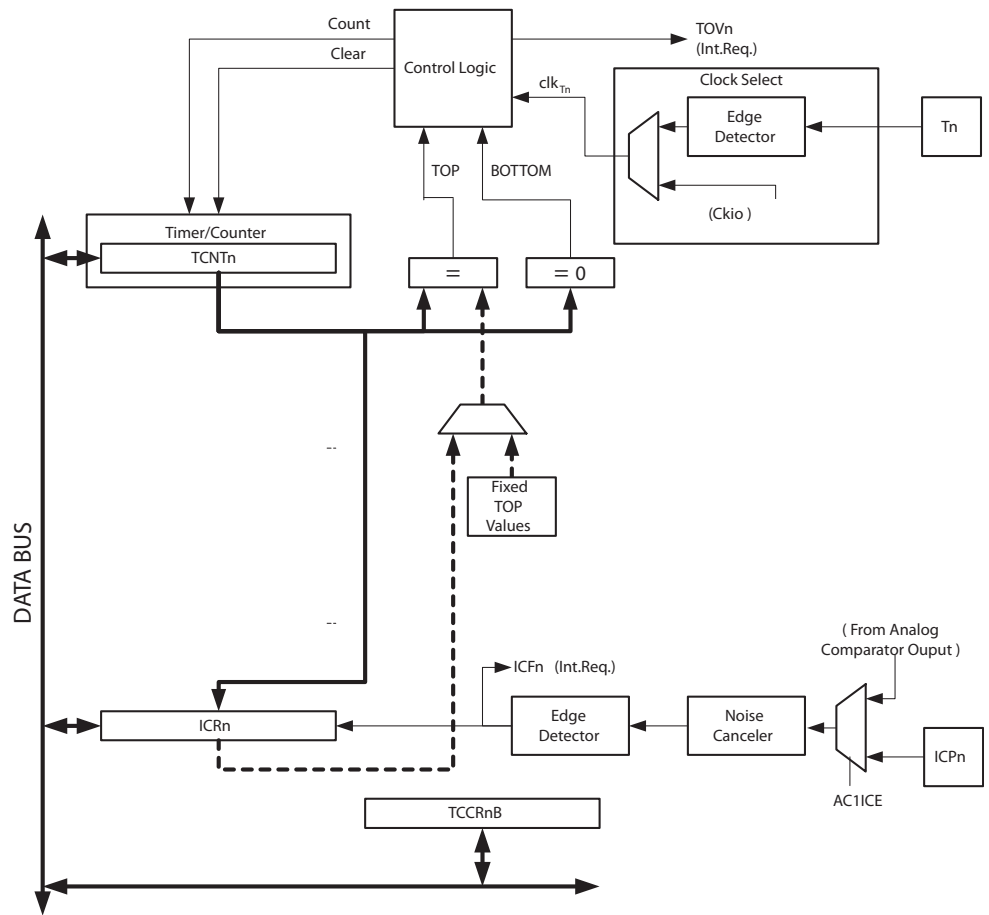 Count
Clear
Control Logic
TOVn
(Int.Req.)
clkTn
Clock Select
Edge
Detector
Tn
(Ckio )
TOP
BOTTOM
Timer/Counter
TCNTn
=
= 0
--
Fixed
TOP
Values
DATA BUS
--
( From Analog
Comparator Ouput )
ICFn (Int.Req.)
ICRn
Edge
Detector
Noise
Canceler
ICPn
AC1ICE
TCCRnB